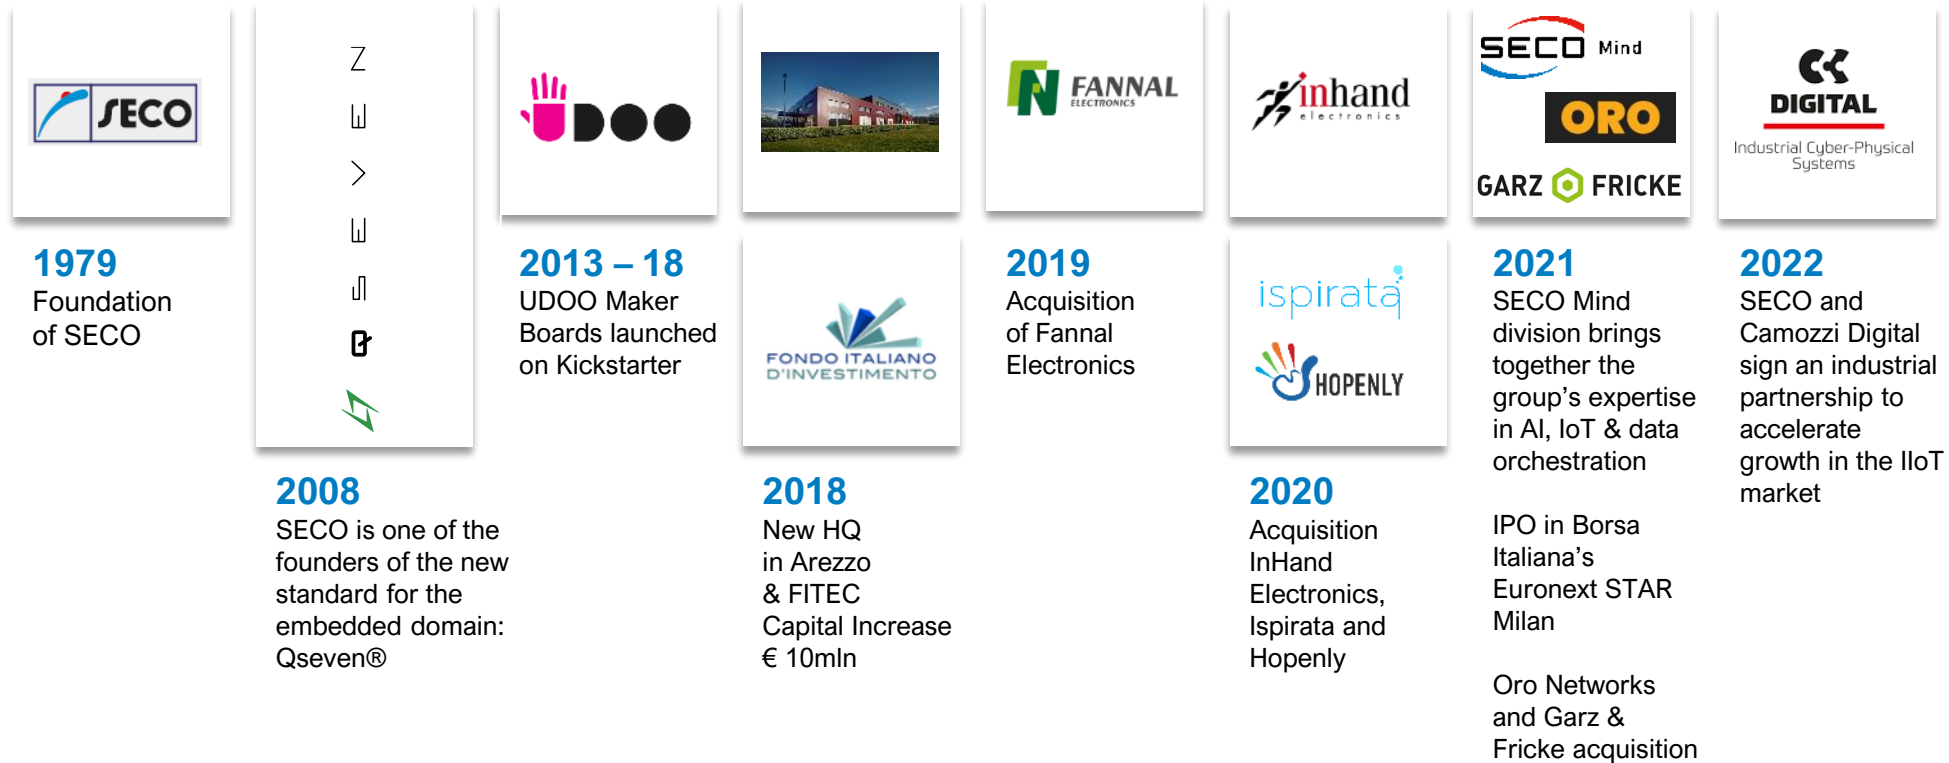 SECO
1979
Foundation
of SECO
QSEVEN
2008
SECO is one of the
founders of the new
standard for the
embedded domain:
Qseven®
UDOO
2013 – 18
UDOO Maker
Boards launched
on Kickstarter
FONDO ITALIANO
D'INVESTIMENTO
2018
New HQ
in Arezzo
& FITEC
Capital Increase
€ 10mln
FANNAL
ELECTRONICS
2019
Acquisition
of Fannal
Electronics
inhand
electronics
ispirata
HOPENLY
2020
Acquisition
InHand
Electronics,
Ispirata and
Hopenly
SECO Mind
ORO
GARZ FRICKE
2021
SECO Mind
division brings
together the
group’s expertise
in AI, IoT & data
orchestration
IPO in Borsa
Italiana’s
Euronext STAR
Milan
Oro Networks
and Garz &
Fricke acquisition
DIGITAL
Industrial Cyber-Physical
Systems
2022
SECO and
Camozzi Digital
sign an industrial
partnership to
accelerate
growth in the IIoT
market